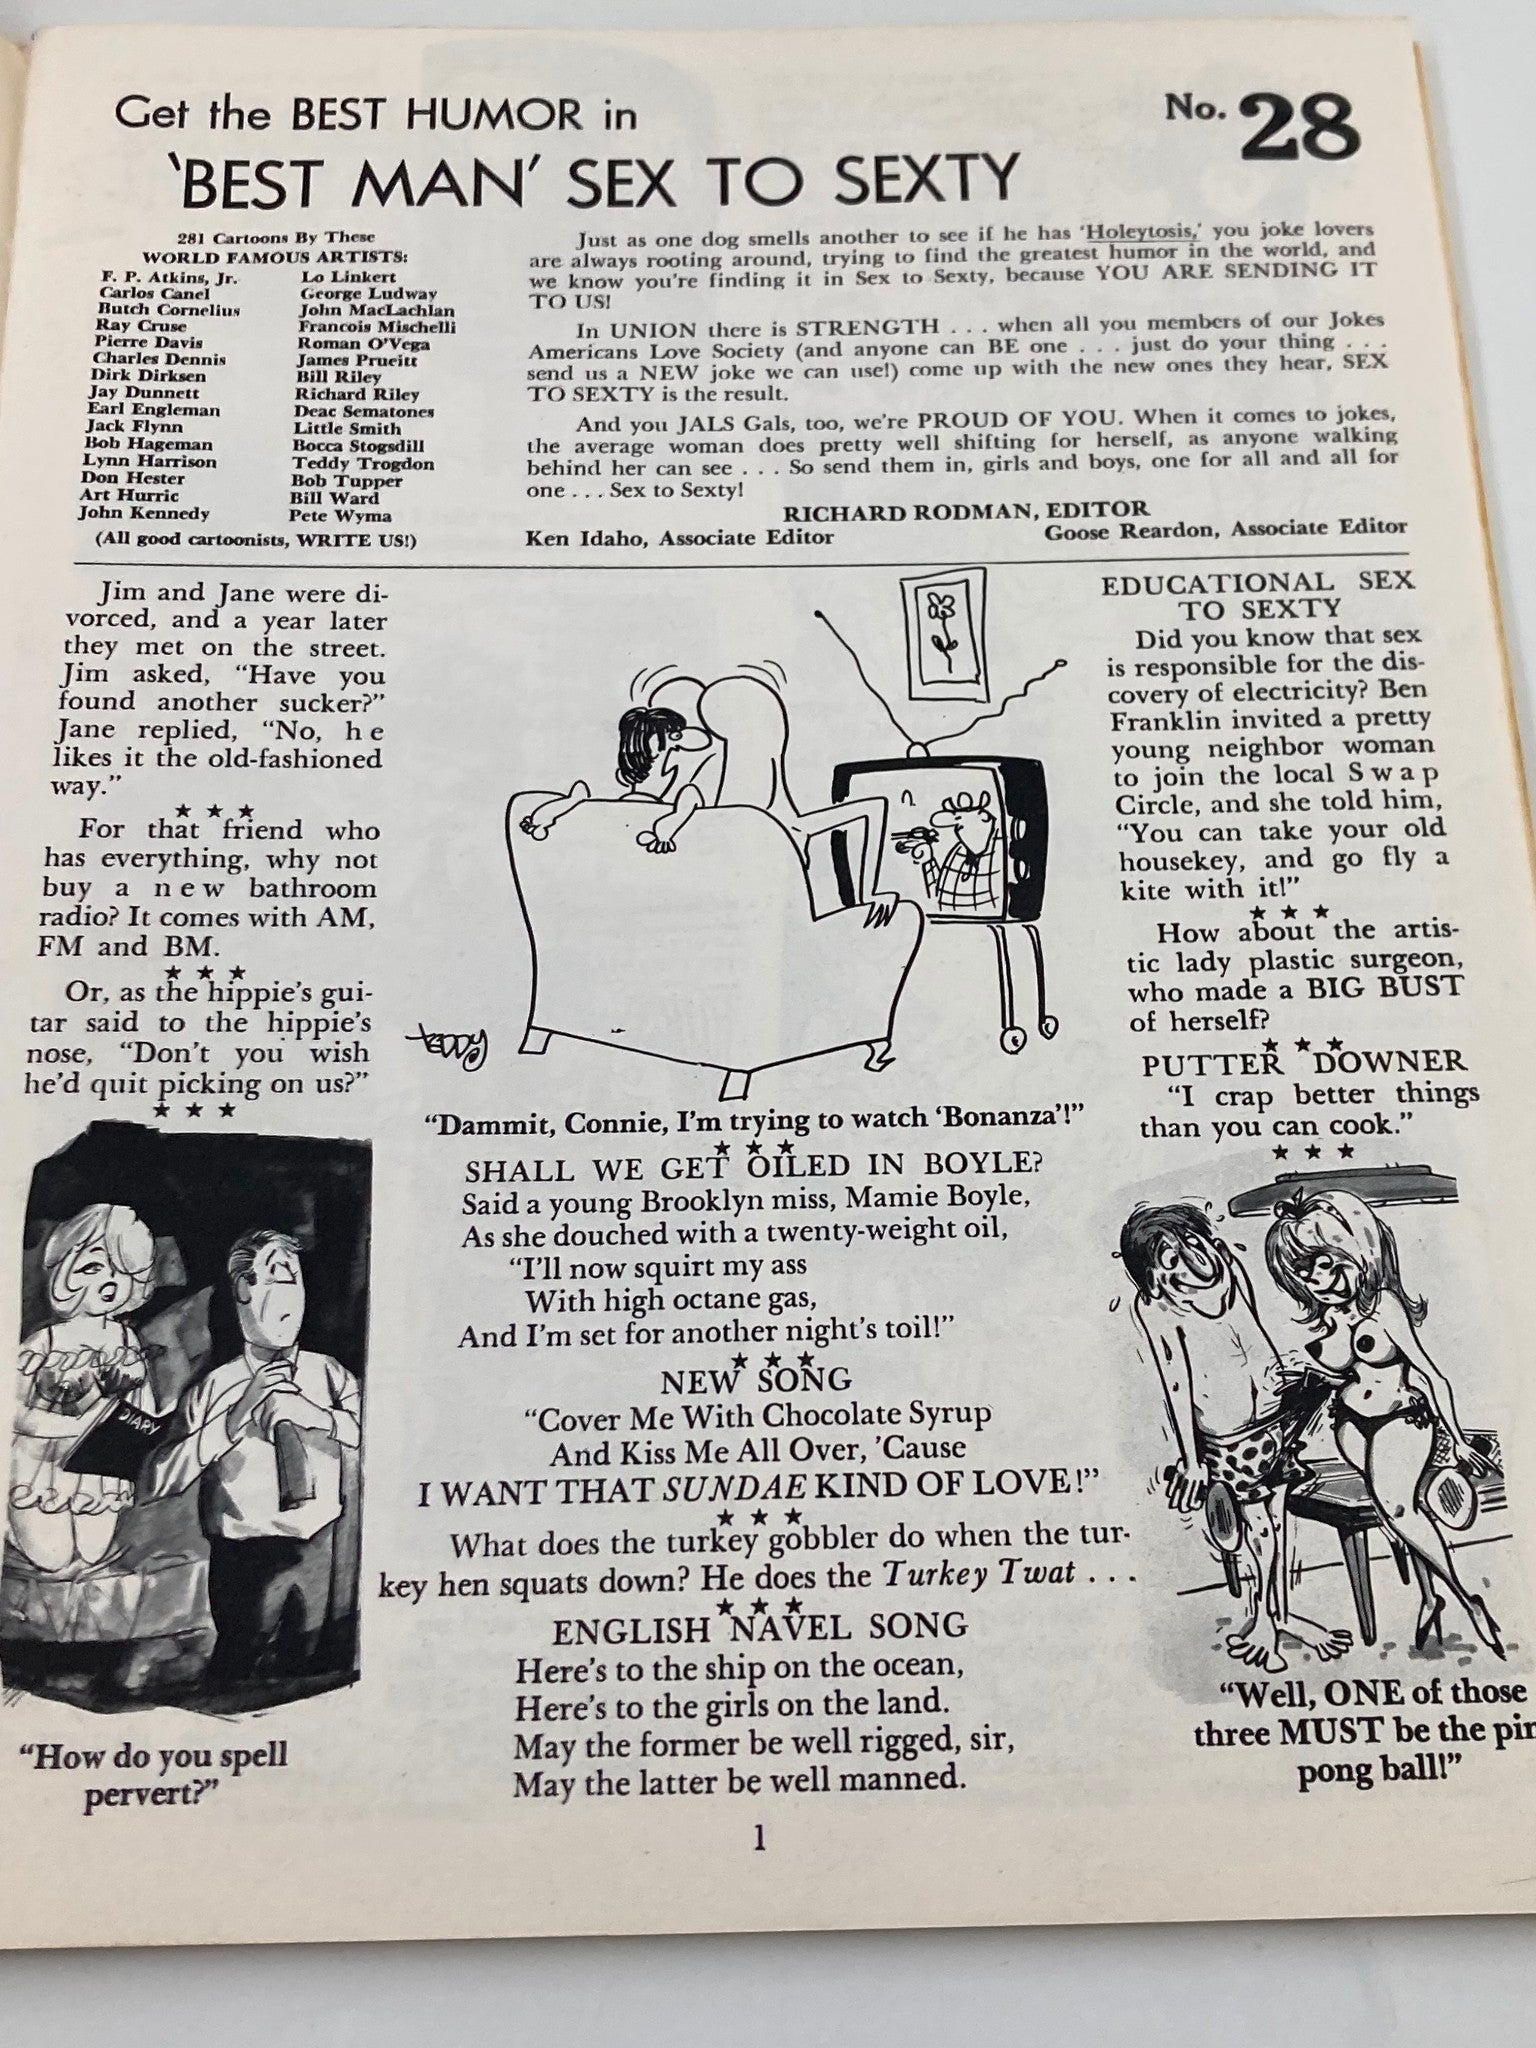 Get the BEST HUMOR in
'BEST MAN' SEX TO SEXTY
No. 28
281 Cartoons By These
WORLD FAMOUS ARTISTS:
F. P. Atkins, Jr.
Carlos Canel
Butch Cornelius
Ray Cruse
Pierre Davis
Charles Dennis
Dirk Dirksen
Jay Dunnett
Earl Engleman
Jack Flynn
Bob Hageman
Lynn Harrison
Don Hester
Art Hurric
John Kennedy
Lo Linkert
George Ludway
John MacLachlan
Francois Mischelli
Roman O'Vega
James Prueitt
Bill Riley
Richard Riley
Deac Sematones
Little Smith
Bocca Stogsdill
Teddy Trogdon
Bob Tupper
Bill Ward
Pete Wyma
(All good cartoonists, WRITE US!)
Just as one dog smells another to see if he has 'Holeytosis,' you joke lovers
are always rooting around, trying to find the greatest humor in the world, and
we know you're finding it in Sex to Sexty, because YOU ARE SENDING IT
TO US!
In UNION there is STRENGTH . . . when all you members of our Jokes
Americans Love Society (and anyone can BE one . . . just do your thing . . .
send us a NEW joke we can use!) come up with the new ones they hear, SEX
TO SEXTY is the result.
And you JALS Gals, too, we're PROUD OF YOU. When it comes to jokes,
the average woman does pretty well shifting for herself, as anyone walking
behind her can see . . . So send them in, girls and boys, one for all and all for
one . . . Sex to Sexty!
RICHARD RODMAN, EDITOR
Ken Idaho, Associate Editor
Goose Reardon, Associate Editor
Jim and Jane were di-
vorced, and a year later
they met on the street.
Jim asked, "Have you
found another sucker?"
Jane replied, "No, he
likes it the old-fashioned
way."
★ ★ ★
For that friend who
has everything, why not
buy a new bathroom
radio? It comes with AM,
FM and BM.
★ ★ ★
Or, as the hippie's gui-
tar said to the hippie's
nose, "Don't you wish
he'd quit picking on us?"
★ ★ ★
DIARY
"How do you spell
pervert?"
TEDDY
"Dammit, Connie, I'm trying to watch 'Bonanza'!"
★ ★ ★
SHALL WE GET OILED IN BOYLE?
Said a young Brooklyn miss, Mamie Boyle,
As she douched with a twenty-weight oil,
"I'll now squirt my ass
With high octane gas,
And I'm set for another night's toil!"
★ ★ ★
NEW SONG
"Cover Me With Chocolate Syrup
And Kiss Me All Over, 'Cause
I WANT THAT SUNDAE KIND OF LOVE!"
★ ★ ★
What does the turkey gobbler do when the tur-
key hen squats down? He does the Turkey Twat . . .
★ ★ ★
ENGLISH NAVEL SONG
Here's to the ship on the ocean,
Here's to the girls on the land.
May the former be well rigged, sir,
May the latter be well manned.
EDUCATIONAL SEX
TO SEXTY
Did you know that sex
is responsible for the dis-
covery of electricity? Ben
Franklin invited a pretty
young neighbor woman
to join the local Swap
Circle, and she told him,
"You can take your old
housekey, and go fly a
kite with it!"
★ ★ ★
How about the artis-
tic lady plastic surgeon,
who made a BIG BUST
of herself?
★ ★ ★
PUTTER DOWNER
"I crap better things
than you can cook."
★ ★ ★
"Well, ONE of those
three MUST be the pin
pong ball!"
1